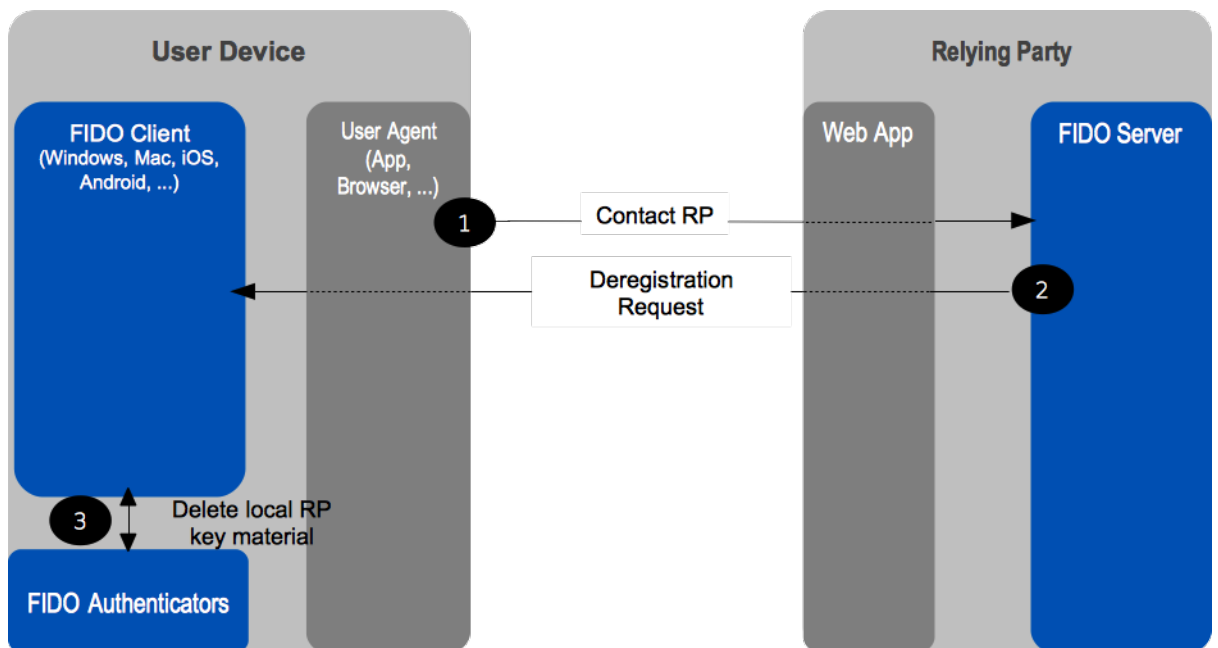 User Device
Relying Party
FIDO Client
(Windows, Mac, iOS,
Android, ...)
User Agent
(App,
Browser, ...)
Web App
FIDO Server
1
Contact RP
Deregistration
Request
2
3
Delete local RP
key material
FIDO Authenticators